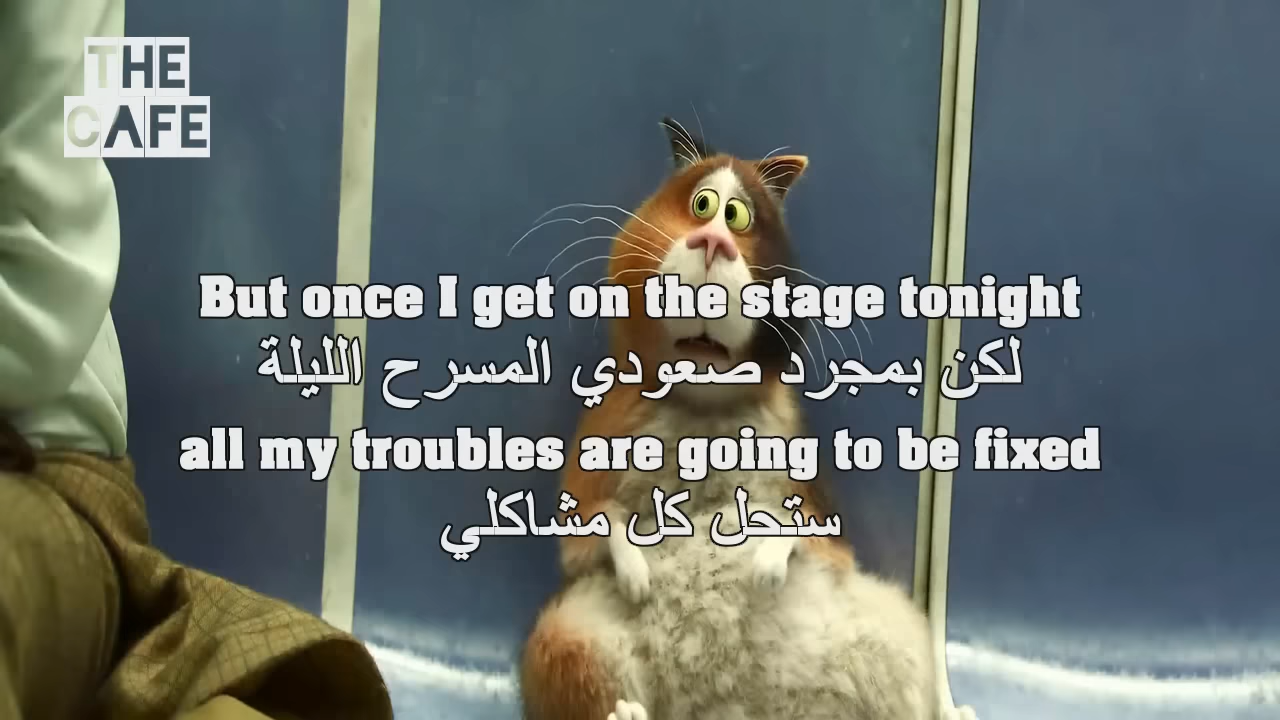 THE
CAFE
But once I get on the stage tonight
لكن بمجرد صعودي المسرح الليلة
all my troubles are going to be fixed
ستحل كل مشاكلي